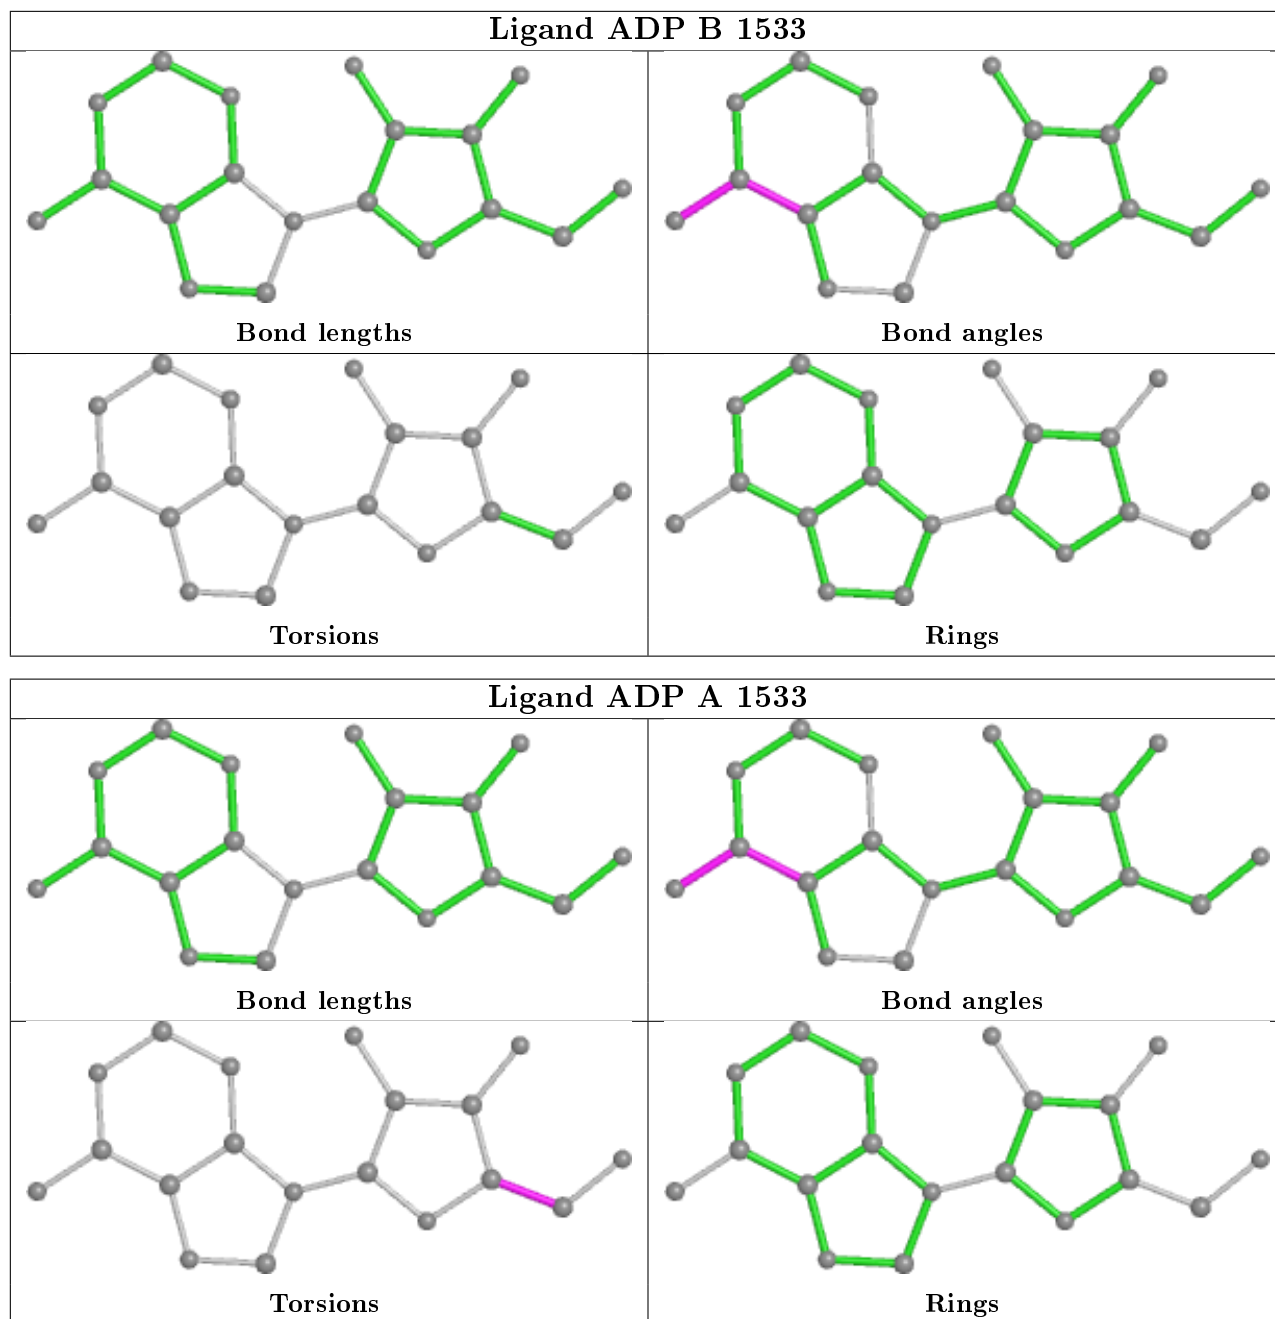 Ligand ADP B 1533
Bond lengths
Bond angles
Torsions
Rings
Ligand ADP A 1533
Bond lengths
Bond angles
Torsions
Rings